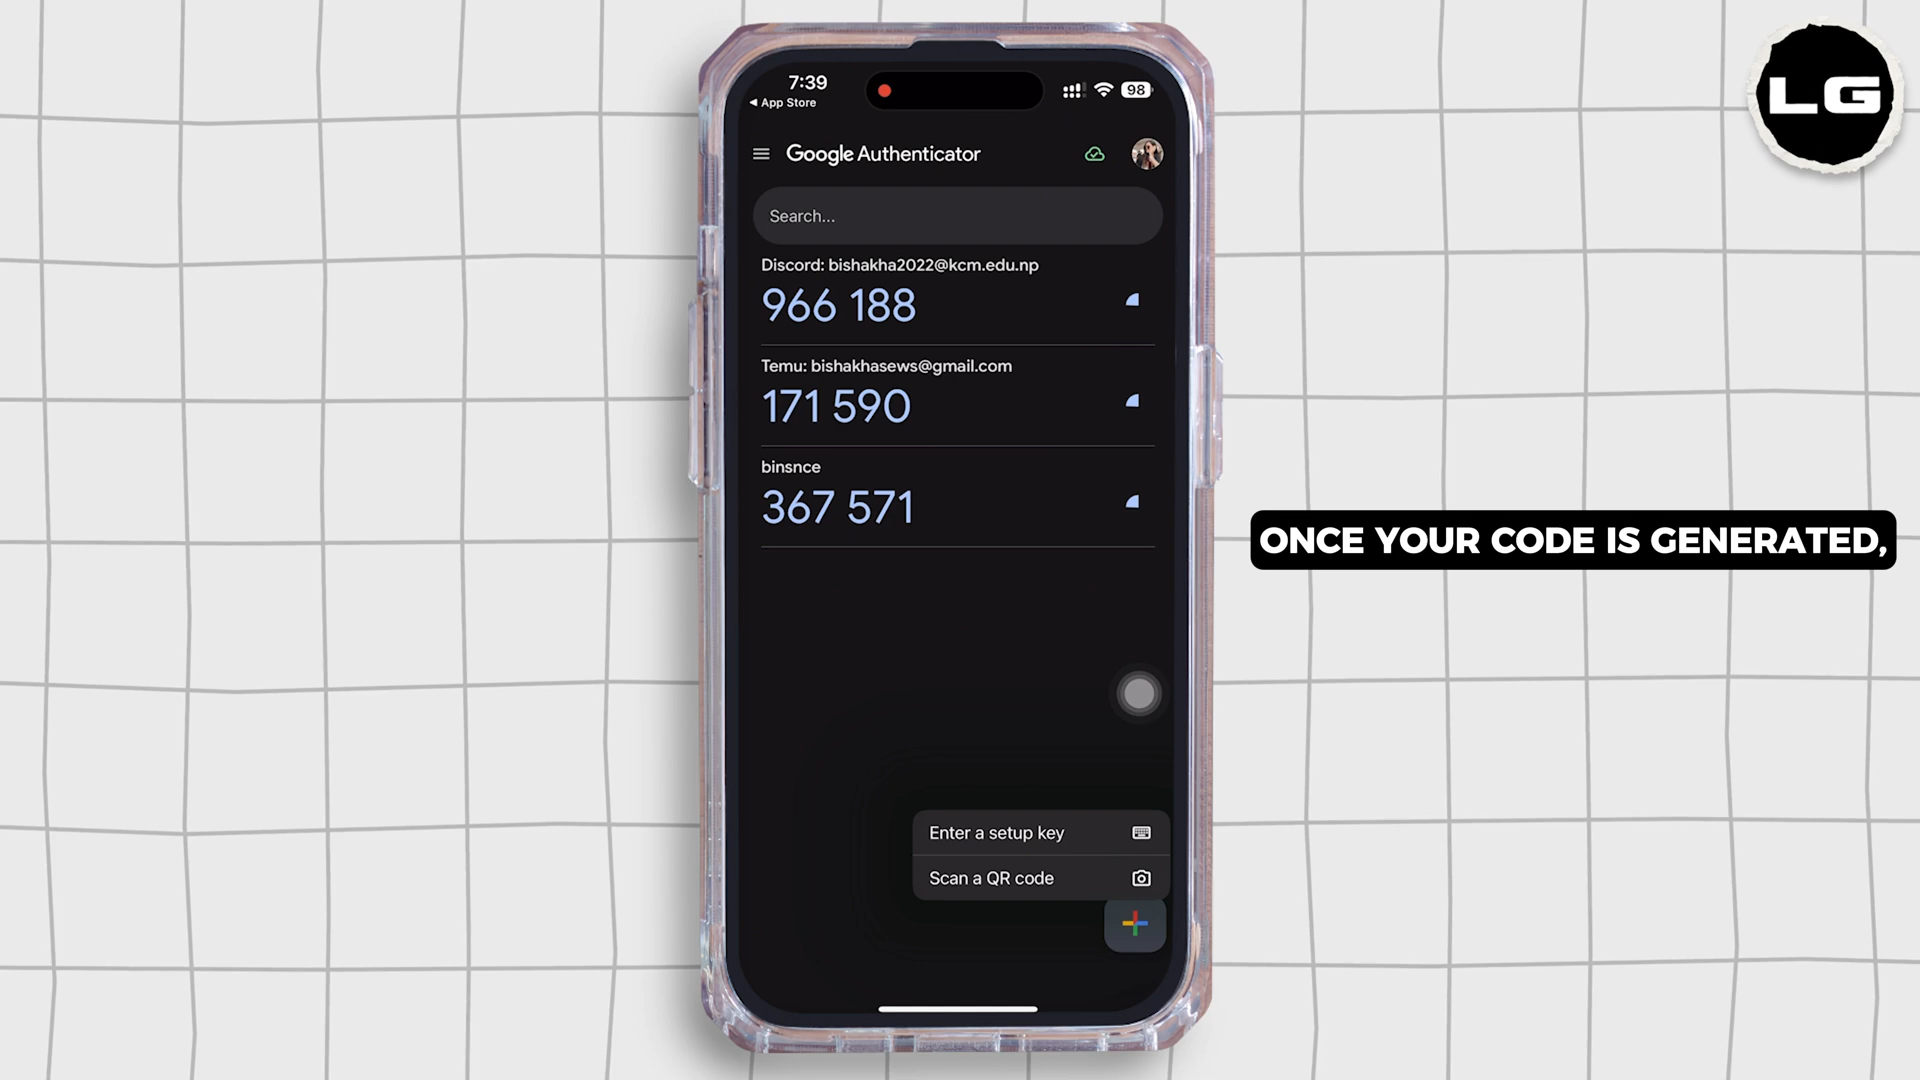 7:39
App Store
98
LG
Google Authenticator
Search...
Discord: bishakha2022@kcm.edu.np
966 188
Temu: bishakhasews@gmail.com
171 590
binsnce
367 571
ONCE YOUR CODE IS GENERATED,
Enter a setup key
Scan a QR code